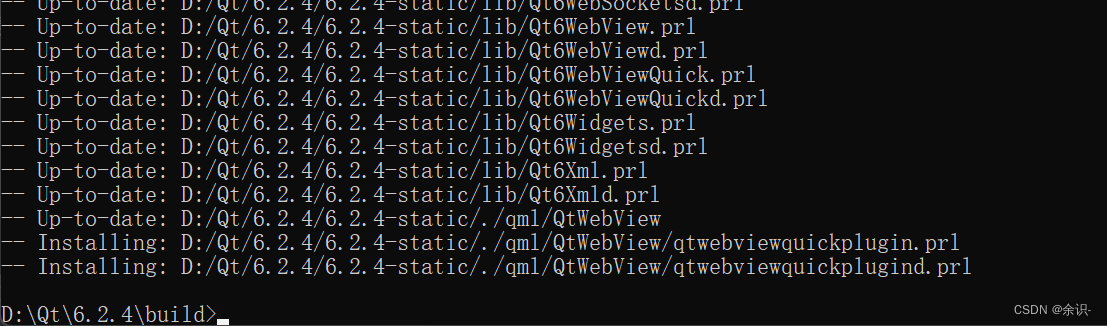 -- Up-to-date: D:/Qt/6.2.4/6.2.4-static/lib/Qt6WebSocketsd.prl
-- Up-to-date: D:/Qt/6.2.4/6.2.4-static/lib/Qt6WebView.prl
-- Up-to-date: D:/Qt/6.2.4/6.2.4-static/lib/Qt6WebViewd.prl
-- Up-to-date: D:/Qt/6.2.4/6.2.4-static/lib/Qt6WebViewQuick.prl
-- Up-to-date: D:/Qt/6.2.4/6.2.4-static/lib/Qt6WebViewQuickd.prl
-- Up-to-date: D:/Qt/6.2.4/6.2.4-static/lib/Qt6Widgets.prl
-- Up-to-date: D:/Qt/6.2.4/6.2.4-static/lib/Qt6Widgetsd.prl
-- Up-to-date: D:/Qt/6.2.4/6.2.4-static/lib/Qt6Xml.prl
-- Up-to-date: D:/Qt/6.2.4/6.2.4-static/lib/Qt6Xmld.prl
-- Up-to-date: D:/Qt/6.2.4/6.2.4-static/./qml/QtWebView
-- Installing: D:/Qt/6.2.4/6.2.4-static/./qml/QtWebView/qtwebviewquickplugin.prl
-- Installing: D:/Qt/6.2.4/6.2.4-static/./qml/QtWebView/qtwebviewquickplugind.prl
D:\Qt\6.2.4\build>
CSDN @余识-